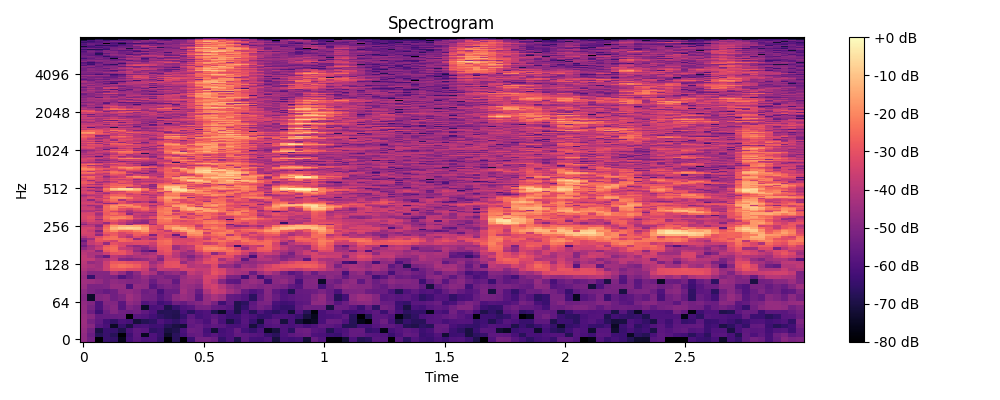 Spectrogram
Hz
4096
2048
1024
512
256
128
64
0
0
0.5
1
1.5
2
2.5
Time
+0 dB
-10 dB
-20 dB
-30 dB
-40 dB
-50 dB
-60 dB
-70 dB
-80 dB